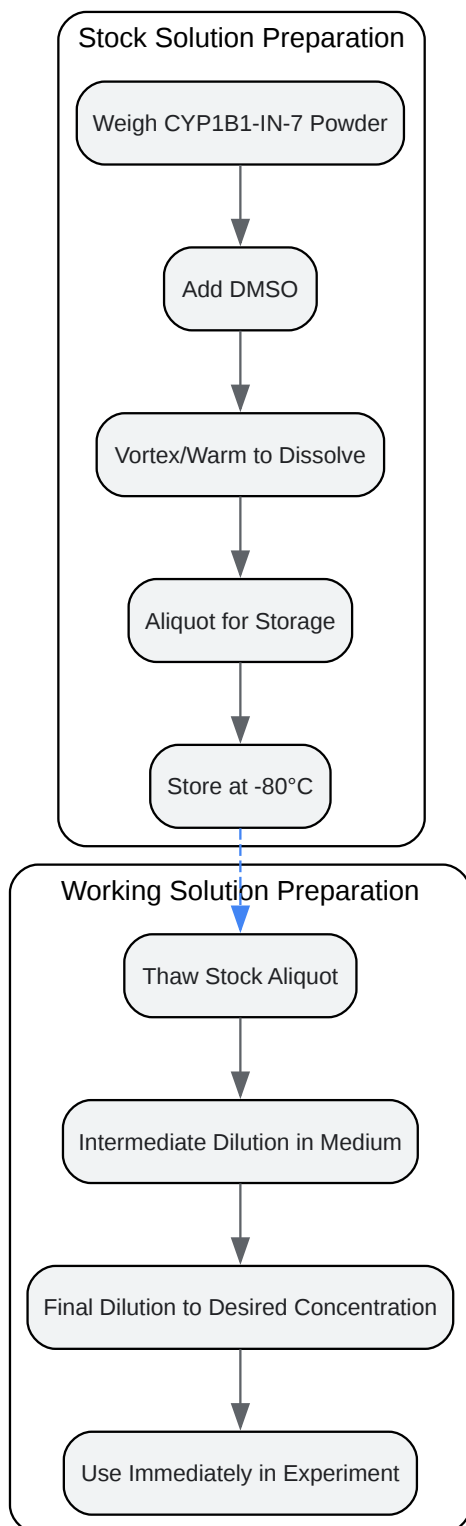 Stock Solution Preparation
Weigh CYP1B1-IN-7 Powder
Add DMSO
Vortex/Warm to Dissolve
Aliquot for Storage
Store at -80°C
Working Solution Preparation
Thaw Stock Aliquot
Intermediate Dilution in Medium
Final Dilution to Desired Concentration
Use Immediately in Experiment